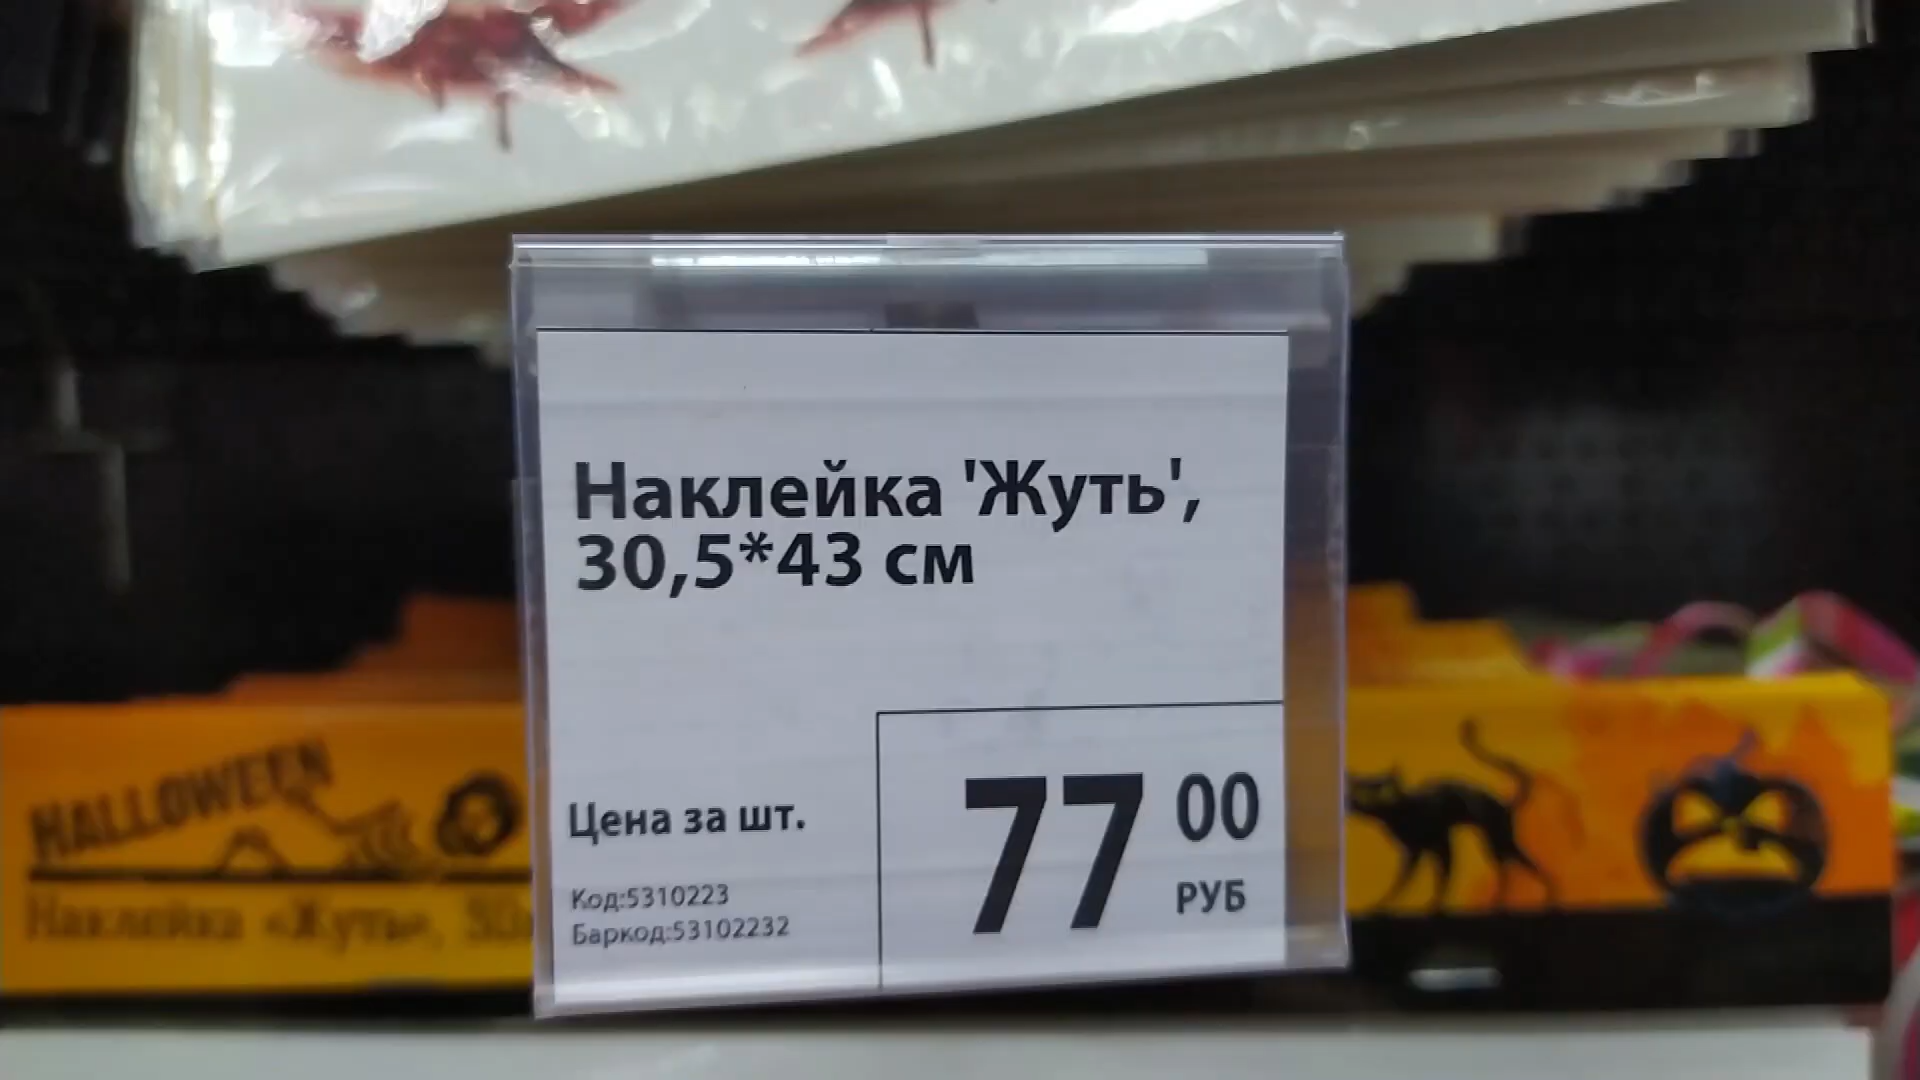 Наклейка 'Жуть',
30,5*43 см
Цена за шт.
77 00
РУБ
Код:5310223
Баркод:53102232
HALLOWEEN
Наклейка «Жуть»,